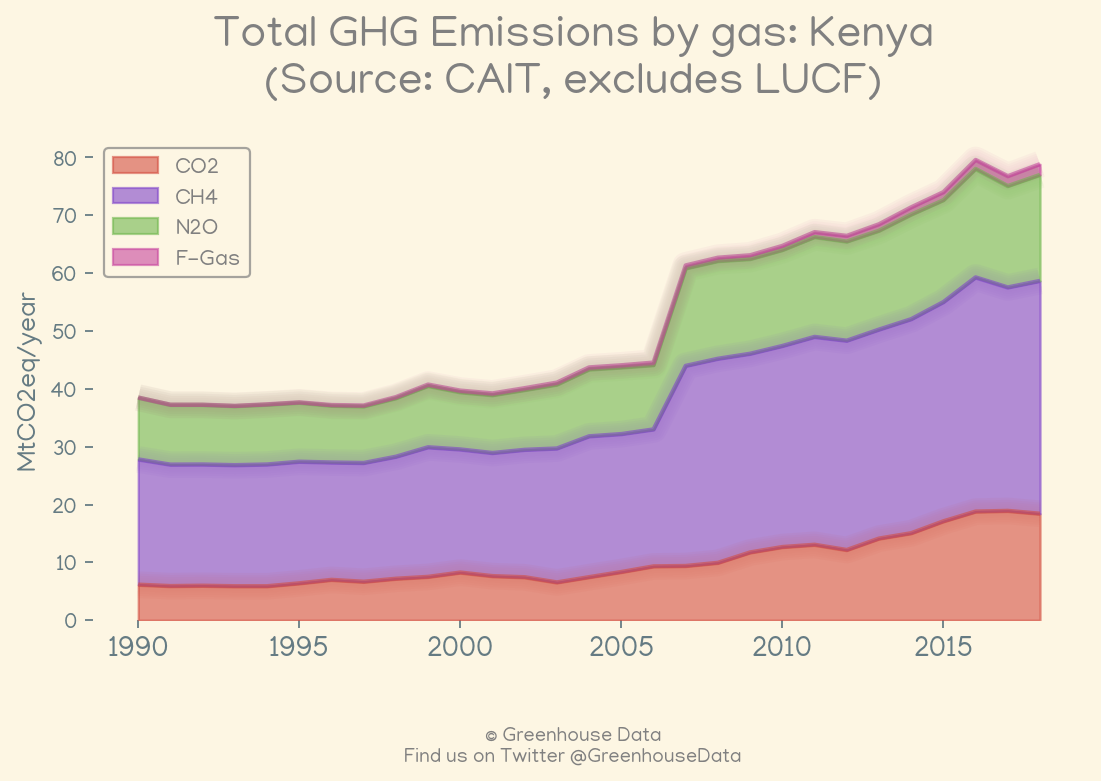 Total GHG Emissions by gas: Kenya
(Source: CAIT, excludes LUCF)
CO2
CH4
N2O
F-Gas
MtCO2eq/year
80
70
60
50
40
30
20
10
0
1990 1995 2000 2005 2010 2015
© Greenhouse Data
Find us on Twitter @GreenhouseData